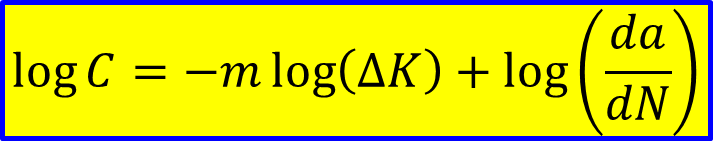 log C = −m log(ΔK) + log(da/dN)